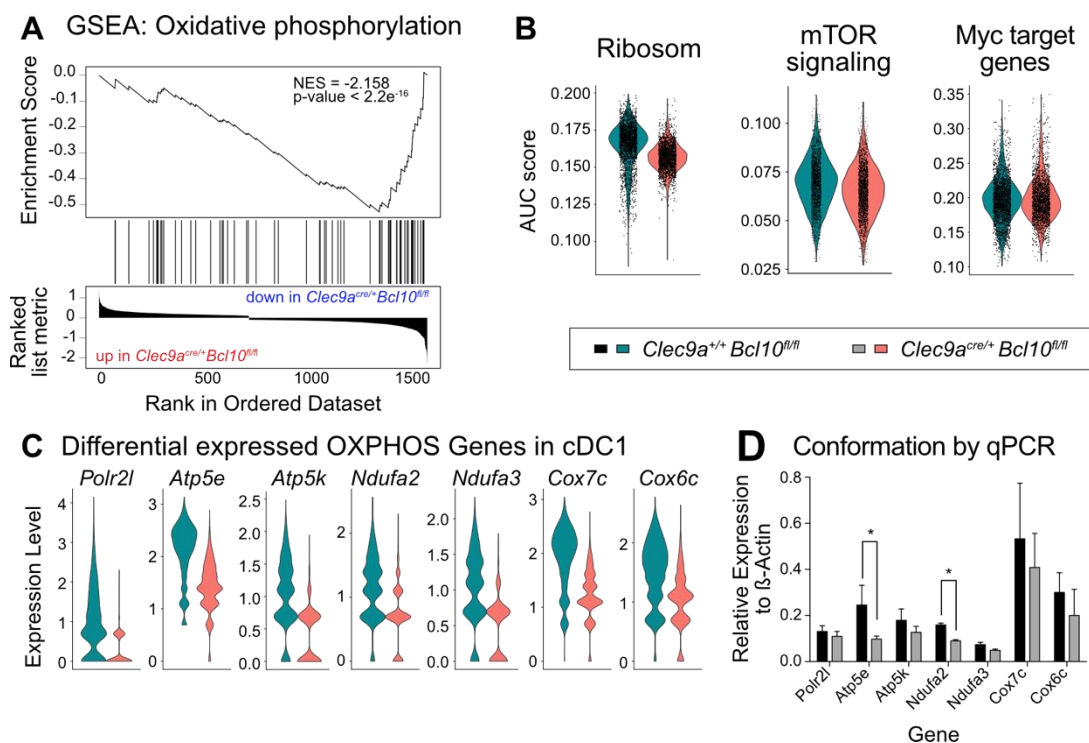 A GSEA: Oxidative phosphorylation
Enrichment Score
0.0
-0.1
-0.2
-0.3
-0.4
-0.5
NES = -2.158
p-value < 2.2e-16
Ranked
list metric
1
0
-1
-2
down in Clec9acre/+Bcl10fl/fl
up in Clec9acre/+Bcl10fl/fl
0 500 1000 1500
Rank in Ordered Dataset
B
AUC score
Ribosom
0.200
0.175
0.150
0.125
0.100
mTOR
signaling
0.100
0.075
0.050
0.025
Myc target
genes
0.35
0.30
0.25
0.20
0.15
0.10
Clec9a+/+ Bcl10fl/fl Clec9acre/+ Bcl10fl/fl
C Differential expressed OXPHOS Genes in cDC1
Expression Level
Polr2l Atp5e Atp5k Ndufa2 Ndufa3 Cox7c Cox6c
4
3
2
1
0
3
2
1
0
2.5
2.0
1.5
1.0
0.5
0.0
2
1
0
2.0
1.5
1.0
0.5
0.0
2
1
0
2
1
0
D Conformation by qPCR
Relative Expression
to ß-Actin
0.8
0.6
0.4
0.2
0.0
* *
Polr2l Atp5e Atp5k Ndufa2 Ndufa3 Cox7c Cox6c
Gene